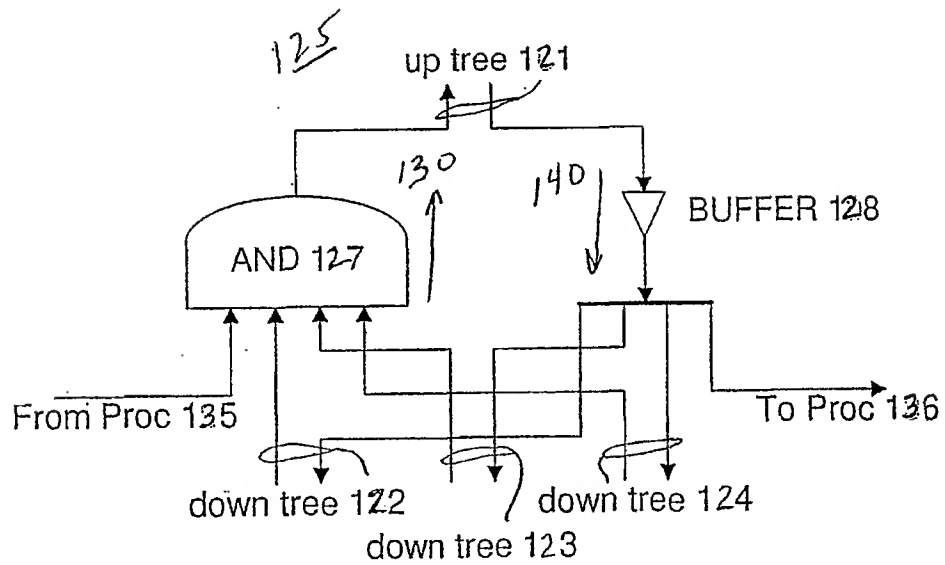 125
up tree 121
130
140
BUFFER 128
AND 127
From Proc 135
To Proc 136
down tree 122
down tree 124
down tree 123